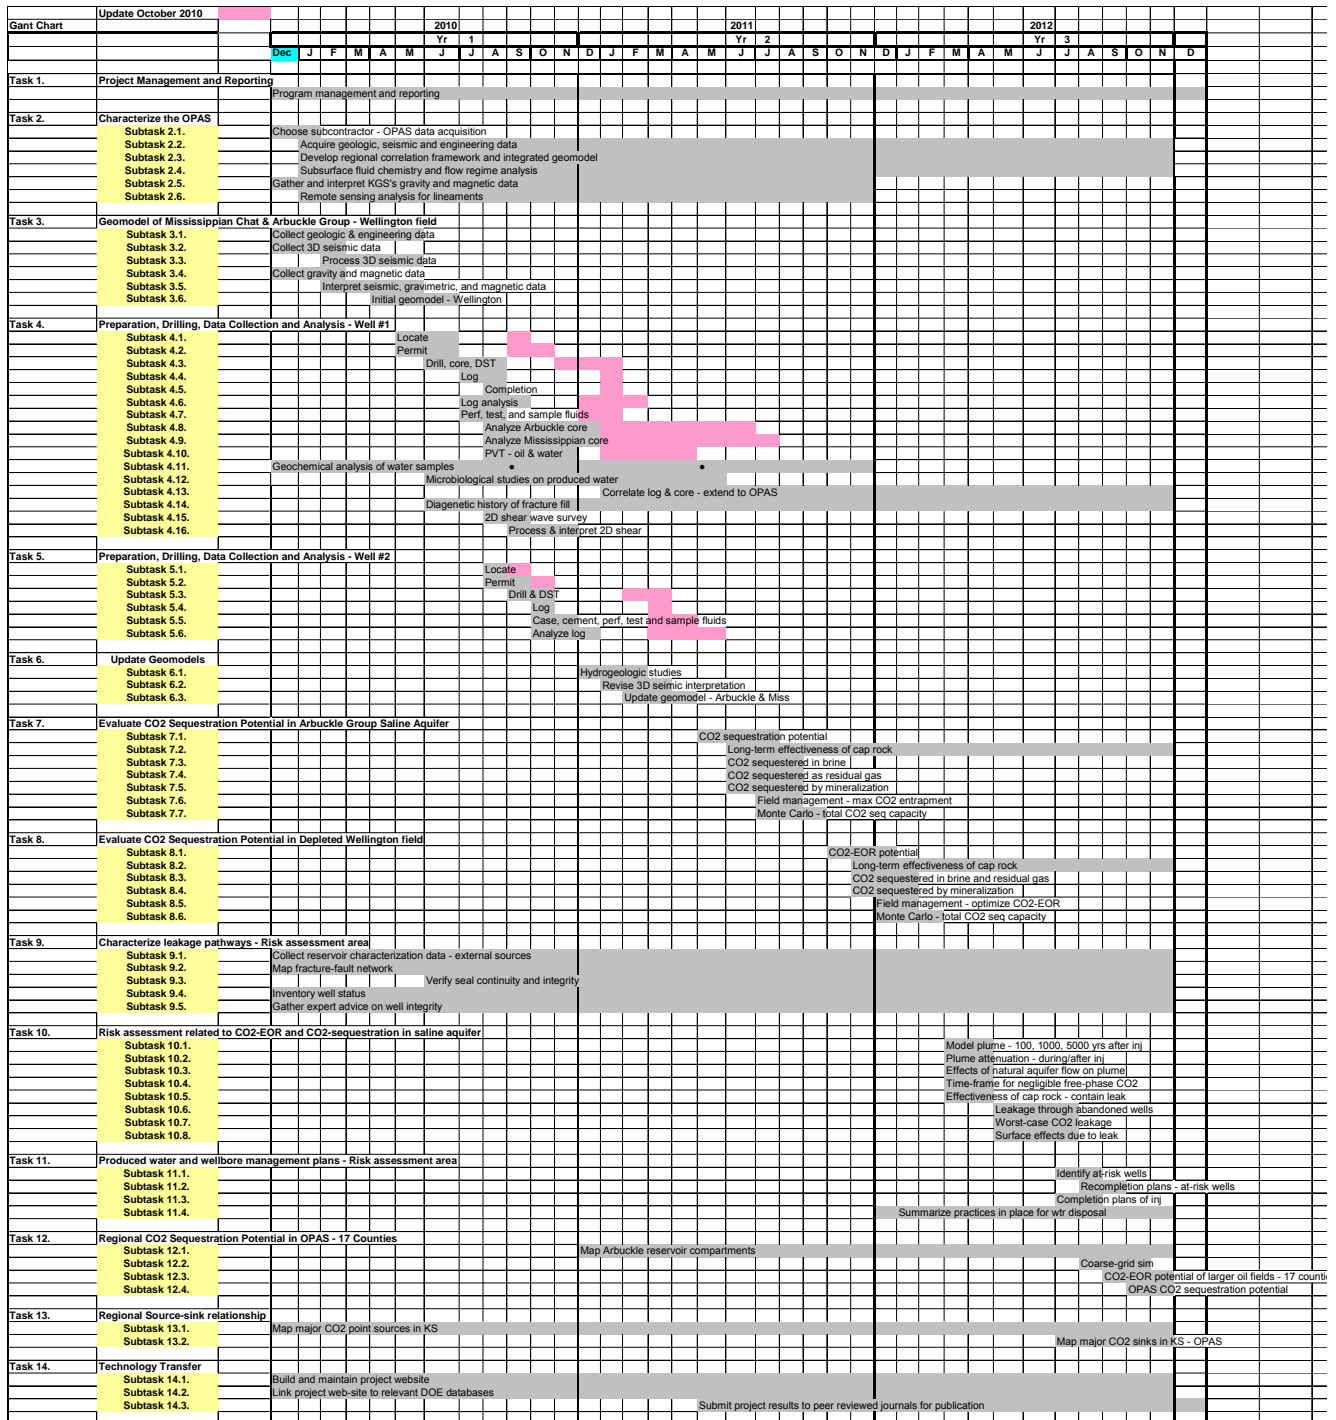 Update October 2010
Gant Chart 2010 2011 2012
Yr 1 Yr 2 Yr 3
Dec J F M A M J J A S O N D J F M A M J J A S O N D J F M A M J J A S O N D
Task 1. Project Management and Reporting
Program management and reporting
Task 2. Characterize the OPAS
Subtask 2.1. Choose subcontractor - OPAS data acquisition
Subtask 2.2. Acquire geologic, seismic and engineering data
Subtask 2.3. Develop regional correlation framework and integrated geomodel
Subtask 2.4. Subsurface fluid chemistry and flow regime analysis
Subtask 2.5. Gather and interpret KGS's gravity and magnetic data
Subtask 2.6. Remote sensing analysis for lineaments
Task 3. Geomodel of Mississippian Chat & Arbuckle Group - Wellington field
Subtask 3.1. Collect geologic & engineering data
Subtask 3.2. Collect 3D seismic data
Subtask 3.3. Process 3D seismic data
Subtask 3.4. Collect gravity and magnetic data
Subtask 3.5. Interpret seismic, gravimetric, and magnetic data
Subtask 3.6. Initial geomodel - Wellington
Task 4. Preparation, Drilling, Data Collection and Analysis - Well #1
Subtask 4.1. Locate
Subtask 4.2. Permit
Subtask 4.3. Drill, core, DST
Subtask 4.4. Log
Subtask 4.5. Completion
Subtask 4.6. Log analysis
Subtask 4.7. Perf, test, and sample fluids
Subtask 4.8. Analyze Arbuckle core
Subtask 4.9. Analyze Mississippian core
Subtask 4.10. PVT - oil & water
Subtask 4.11. Geochemical analysis of water samples • •
Subtask 4.12. Microbiological studies on produced water
Subtask 4.13. Correlate log & core - extend to OPAS
Subtask 4.14. Diagenetic history of fracture fill
Subtask 4.15. 2D shear wave survey
Subtask 4.16. Process & interpret 2D shear
Task 5. Preparation, Drilling, Data Collection and Analysis - Well #2
Subtask 5.1. Locate
Subtask 5.2. Permit
Subtask 5.3. Drill & DST
Subtask 5.4. Log
Subtask 5.5. Case, cement, perf, test and sample fluids
Subtask 5.6. Analyze log
Task 6. Update Geomodels
Subtask 6.1. Hydrogeologic studies
Subtask 6.2. Revise 3D seimic interpretation
Subtask 6.3. Update geomodel - Arbuckle & Miss
Task 7. Evaluate CO2 Sequestration Potential in Arbuckle Group Saline Aquifer
Subtask 7.1. CO2 sequestration potential
Subtask 7.2. Long-term effectiveness of cap rock
Subtask 7.3. CO2 sequestered in brine
Subtask 7.4. CO2 sequestered as residual gas
Subtask 7.5. CO2 sequestered by mineralization
Subtask 7.6. Field management - max CO2 entrapment
Subtask 7.7. Monte Carlo - total CO2 seq capacity
Task 8. Evaluate CO2 Sequestration Potential in Depleted Wellington field
Subtask 8.1. CO2-EOR potential
Subtask 8.2. Long-term effectiveness of cap rock
Subtask 8.3. CO2 sequestered in brine and residual gas
Subtask 8.4. CO2 sequestered by mineralization
Subtask 8.5. Field management - optimize CO2-EOR
Subtask 8.6. Monte Carlo - total CO2 seq capacity
Task 9. Characterize leakage pathways - Risk assessment area
Subtask 9.1. Collect reservoir characterization data - external sources
Subtask 9.2. Map fracture-fault network
Subtask 9.3. Verify seal continuity and integrity
Subtask 9.4. Inventory well status
Subtask 9.5. Gather expert advice on well integrity
Task 10. Risk assessment related to CO2-EOR and CO2-sequestration in saline aquifer
Subtask 10.1. Model plume - 100, 1000, 5000 yrs after inj
Subtask 10.2. Plume attenuation - during/after inj
Subtask 10.3. Effects of natural aquifer flow on plume
Subtask 10.4. Time-frame for negligible free-phase CO2
Subtask 10.5. Effectiveness of cap rock - contain leak
Subtask 10.6. Leakage through abandoned wells
Subtask 10.7. Worst-case CO2 leakage
Subtask 10.8. Surface effects due to leak
Task 11. Produced water and wellbore management plans - Risk assessment area
Subtask 11.1. Identify at-risk wells
Subtask 11.2. Recompletion plans - at-risk wells
Subtask 11.3. Completion plans of inj
Subtask 11.4. Summarize practices in place for wtr disposal
Task 12. Regional CO2 Sequestration Potential in OPAS - 17 Counties
Subtask 12.1. Map Arbuckle reservoir compartments
Subtask 12.2. Coarse-grid sim
Subtask 12.3. CO2-EOR potential of larger oil fields - 17 counti
Subtask 12.4. OPAS CO2 sequestration potential
Task 13. Regional Source-sink relationship
Subtask 13.1. Map major CO2 point sources in KS
Subtask 13.2. Map major CO2 sinks in KS - OPAS
Task 14. Technology Transfer
Subtask 14.1. Build and maintain project website
Subtask 14.2. Link project web-site to relevant DOE databases
Subtask 14.3. Submit project results to peer reviewed journals for publication